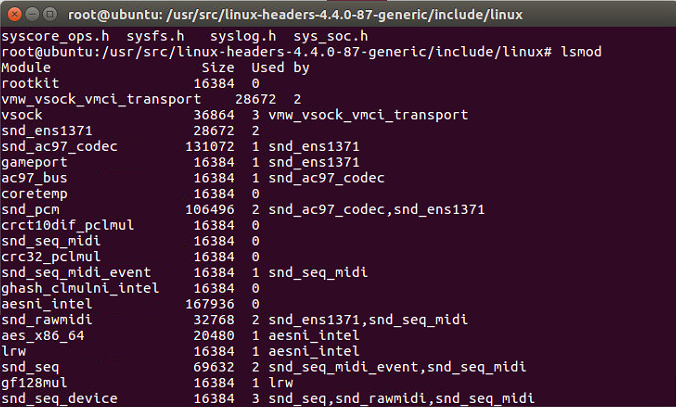 root@ubuntu: /usr/src/linux-headers-4.4.0-87-generic/include/linux
syscore_ops.h  sysfs.h   syslog.h  sys_soc.h
root@ubuntu:/usr/src/linux-headers-4.4.0-87-generic/include/linux# lsmod
Module                  Size  Used by
rootkit                16384  0
vmw_vsock_vmci_transport    28672  2
vsock                  36864  3 vmw_vsock_vmci_transport
snd_ens1371            28672  2
snd_ac97_codec        131072  1 snd_ens1371
gameport               16384  1 snd_ens1371
ac97_bus               16384  1 snd_ac97_codec
coretemp               16384  0
snd_pcm               106496  2 snd_ac97_codec,snd_ens1371
crct10dif_pclmul       16384  0
snd_seq_midi           16384  0
crc32_pclmul           16384  0
snd_seq_midi_event     16384  1 snd_seq_midi
ghash_clmulni_intel    16384  0
aesni_intel           167936  0
snd_rawmidi            32768  2 snd_ens1371,snd_seq_midi
aes_x86_64             20480  1 aesni_intel
lrw                    16384  1 aesni_intel
snd_seq                69632  2 snd_seq_midi_event,snd_seq_midi
gf128mul               16384  1 lrw
snd_seq_device         16384  3 snd_seq,snd_rawmidi,snd_seq_midi